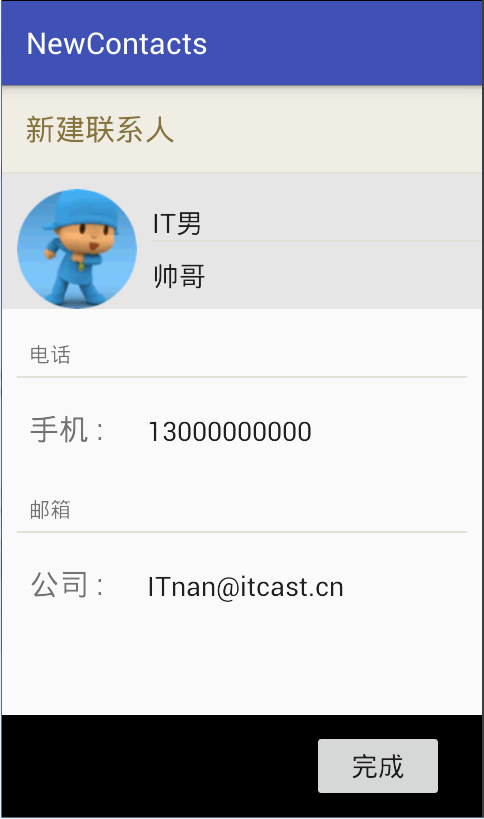 NewContacts
新建联系人
IT男
帅哥
电话
手机 : 13000000000
邮箱
公司 : ITnan@itcast.cn
完成